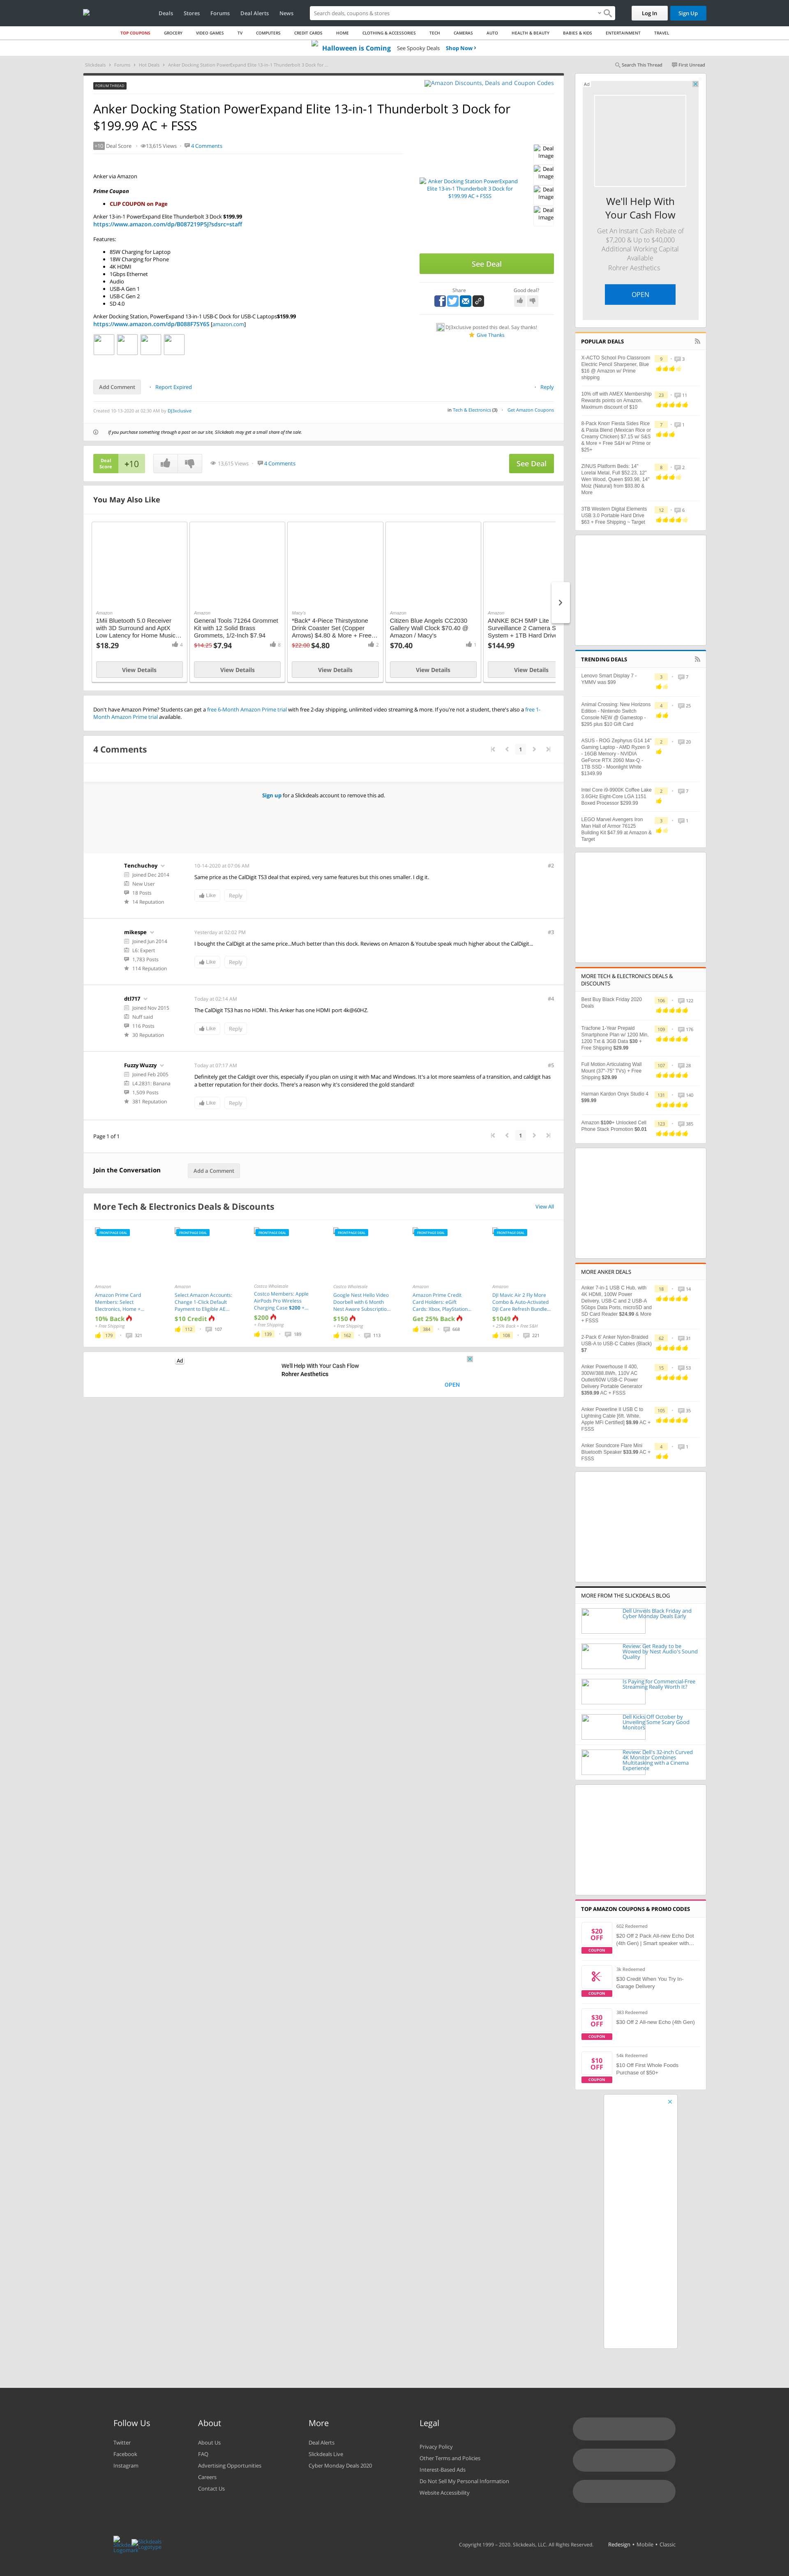 Deals
Stores
Forums
Deal Alerts
News
Search deals, coupons & stores
Log In
Sign Up
TOP COUPONS
GROCERY
VIDEO GAMES
TV
COMPUTERS
CREDIT CARDS
HOME
CLOTHING & ACCESSORIES
TECH
CAMERAS
AUTO
HEALTH & BEAUTY
BABIES & KIDS
ENTERTAINMENT
TRAVEL
Halloween is Coming See Spooky Deals Shop Now
Slickdeals > Forums > Hot Deals > Anker Docking Station PowerExpand Elite 13-in-1 Thunderbolt 3 Dock for ...
Search This Thread
First Unread
FORUM THREAD
Amazon Discounts, Deals and Coupon Codes
Anker Docking Station PowerExpand Elite 13-in-1 Thunderbolt 3 Dock for
$199.99 AC + FSSS
+10 Deal Score 13,615 Views 4 Comments
Anker via Amazon
Prime Coupon
CLIP COUPON on Page
Anker 13-in-1 PowerExpand Elite Thunderbolt 3 Dock $199.99
https://www.amazon.com/dp/B087219P5J?sdsrc=staff
Features:
85W Charging for Laptop
18W Charging for Phone
4K HDMI
1Gbps Ethernet
Audio
USB-A Gen 1
USB-C Gen 2
SD 4.0
Anker Docking Station, PowerExpand 13-in-1 USB-C Dock for USB-C Laptops$159.99
https://www.amazon.com/dp/B088F7SY6S [amazon.com]
Anker Docking Station PowerExpand
Elite 13-in-1 Thunderbolt 3 Dock for
$199.99 AC + FSSS
Deal
Image
Deal
Image
Deal
Image
Deal
Image
See Deal
Share
Good deal?
DJ3xclusive posted this deal. Say thanks!
Give Thanks
Add Comment
Report Expired
Reply
Created 10-13-2020 at 02:30 AM by DJ3xclusive
in Tech & Electronics (3)
Get Amazon Coupons
If you purchase something through a post on our site, Slickdeals may get a small share of the sale.
Deal
Score
+10
13,615 Views
4 Comments
See Deal
You May Also Like
Amazon
1Mii Bluetooth 5.0 Receiver
with 3D Surround and AptX
Low Latency for Home Music...
$18.29
4
View Details
Amazon
General Tools 71264 Grommet
Kit with 12 Solid Brass
Grommets, 1/2-Inch $7.94
$14.25 $7.94
8
View Details
Macy's
*Back* 4-Piece Thirstystone
Drink Coaster Set (Copper
Arrows) $4.80 & More + Free...
$22.00 $4.80
2
View Details
Amazon
Citizen Blue Angels CC2030
Gallery Wall Clock $70.40 @
Amazon / Macy's
$70.40
1
View Details
Amazon
ANNKE 8CH 5MP Lite
Surveillance 2 Camera S
System + 1TB Hard Drive
$144.99
View Details
Don't have Amazon Prime? Students can get a free 6-Month Amazon Prime trial with free 2-day shipping, unlimited video streaming & more. If you're not a student, there's also a free 1-
Month Amazon Prime trial available.
4 Comments
1
Sign up for a Slickdeals account to remove this ad.
Tenchuchoy
Joined Dec 2014
New User
18 Posts
14 Reputation
10-14-2020 at 07:06 AM
#2
Same price as the CalDigit TS3 deal that expired, very same features but this ones smaller. I dig it.
Like
Reply
mikespe
Joined Jun 2014
L6: Expert
1,783 Posts
114 Reputation
Yesterday at 02:02 PM
#3
I bought the CalDigit at the same price...Much better than this dock. Reviews on Amazon & Youtube speak much higher about the CalDigit...
Like
Reply
dtl717
Joined Nov 2015
Nuff said
116 Posts
30 Reputation
Today at 02:14 AM
#4
The CalDigit TS3 has no HDMI. This Anker has one HDMI port 4k@60HZ.
Like
Reply
Fuzzy Wuzzy
Joined Feb 2005
L4.2831: Banana
1,509 Posts
381 Reputation
Today at 07:17 AM
#5
Definitely get the Caldigit over this, especially if you plan on using it with Mac and Windows. It's a lot more seamless of a transition, and caldigit has
a better reputation for their docks. There's a reason why it's considered the gold standard!
Like
Reply
Page 1 of 1
1
Join the Conversation
Add a Comment
More Tech & Electronics Deals & Discounts
View All
FRONTPAGE DEAL
Amazon
Amazon Prime Card
Members: Select
Electronics, Home +...
10% Back
+ Free Shipping
179
321
FRONTPAGE DEAL
Amazon
Select Amazon Accounts:
Change 1-Click Default
Payment to Eligible AE...
$10 Credit
112
107
FRONTPAGE DEAL
Costco Wholesale
Costco Members: Apple
AirPods Pro Wireless
Charging Case $200 +...
$200
+ Free Shipping
139
189
FRONTPAGE DEAL
Costco Wholesale
Google Nest Hello Video
Doorbell with 6 Month
Nest Aware Subscriptio...
$150
+ Free Shipping
162
113
FRONTPAGE DEAL
Amazon
Amazon Prime Credit
Card Holders: eGift
Cards: Xbox, PlayStation...
Get 25% Back
384
668
FRONTPAGE DEAL
Amazon
DJI Mavic Air 2 Fly More
Combo & Auto-Activated
DJI Care Refresh Bundle...
$1049
+ 25% Back + Free S&H
108
221
Ad
We'll Help With Your Cash Flow
Rohrer Aesthetics
OPEN
Ad
We'll Help With
Your Cash Flow
Get An Instant Cash Rebate of
$7,200 & Up to $40,000
Additional Working Capital
Available
Rohrer Aesthetics
OPEN
POPULAR DEALS
X-ACTO School Pro Classroom
Electric Pencil Sharpener, Blue
$16 @ Amazon w/ Prime
shipping
9
3
10% off with AMEX Membership
Rewards points on Amazon.
Maximum discount of $10
23
11
8-Pack Knorr Fiesta Sides Rice
& Pasta Blend (Mexican Rice or
Creamy Chicken) $7.15 w/ S&S
& More + Free S&H w/ Prime or
$25+
7
1
ZINUS Platform Beds: 14"
Lorelai Metal, Full $52.23, 12"
Wen Wood, Queen $93.98, 14"
Moiz (Natural) from $93.80 &
More
8
2
3TB Western Digital Elements
USB 3.0 Portable Hard Drive
$63 + Free Shipping ~ Target
12
6
TRENDING DEALS
Lenovo Smart Display 7 -
YMMV was $99
3
7
Animal Crossing: New Horizons
Edition - Nintendo Switch
Console NEW @ Gamestop -
$295 plus $10 Gift Card
4
25
ASUS - ROG Zephyrus G14 14"
Gaming Laptop - AMD Ryzen 9
- 16GB Memory - NVIDIA
GeForce RTX 2060 Max-Q -
1TB SSD - Moonlight White
$1349.99
2
20
Intel Core i9-9900K Coffee Lake
3.6GHz Eight-Core LGA 1151
Boxed Processor $299.99
2
7
LEGO Marvel Avengers Iron
Man Hall of Armor 76125
Building Kit $47.99 at Amazon &
Target
3
1
MORE TECH & ELECTRONICS DEALS &
DISCOUNTS
Best Buy Black Friday 2020
Deals
106
122
Tracfone 1-Year Prepaid
Smartphone Plan w/ 1200 Min,
1200 Txt & 3GB Data $30 +
Free Shipping $29.99
109
176
Full Motion Articulating Wall
Mount (37"-75" TVs) + Free
Shipping $29.99
107
28
Harman Kardon Onyx Studio 4
$99.99
131
140
Amazon $100+ Unlocked Cell
Phone Stack Promotion $0.01
123
385
MORE ANKER DEALS
Anker 7-in-1 USB C Hub, with
4K HDMI, 100W Power
Delivery, USB-C and 2 USB-A
5Gbps Data Ports, microSD and
SD Card Reader $24.98 & More
+ FSSS
18
14
2-Pack 6' Anker Nylon-Braided
USB-A to USB-C Cables (Black)
$7
62
31
Anker Powerhouse II 400,
300W/388.8Wh, 110V AC
Outlet/60W USB-C Power
Delivery Portable Generator
$359.99 AC + FSSS
15
53
Anker Powerline II USB C to
Lightning Cable [6ft. White,
Apple MFi Certified] $9.99 AC +
FSSS
105
35
Anker Soundcore Flare Mini
Bluetooth Speaker $33.99 AC +
FSSS
4
1
MORE FROM THE SLICKDEALS BLOG
Dell Unveils Black Friday and
Cyber Monday Deals Early
Review: Get Ready to be
Wowed by Nest Audio's Sound
Quality
Is Paying for Commercial-Free
Streaming Really Worth It?
Dell Kicks Off October by
Unveiling Some Scary Good
Monitors
Review: Dell's 32-inch Curved
4K Monitor Combines
Multitasking with a Cinema
Experience
TOP AMAZON COUPON & PROMO CODES
$20
OFF
COUPON
602 Redeemed
$20 Off 2 Pack All-new Echo Dot
(4th Gen) | Smart speaker with...
COUPON
3k Redeemed
$30 Credit When You Try In-
Garage Delivery
$30
OFF
COUPON
383 Redeemed
$30 Off 2 All-new Echo (4th Gen)
$10
OFF
COUPON
54k Redeemed
$10 Off First Whole Foods
Purchase of $50+
Follow Us
Twitter
Facebook
Instagram
About
About Us
FAQ
Advertising Opportunities
Careers
Contact Us
More
Deal Alerts
Slickdeals Live
Cyber Monday Deals 2020
Legal
Privacy Policy
Other Terms and Policies
Interest-Based Ads
Do Not Sell My Personal Information
Website Accessibility
Slickdeals
Logomark
Slickdeals
Logotype
Copyright 1999 - 2020. Slickdeals, LLC. All Rights Reserved.
Redesign • Mobile • Classic